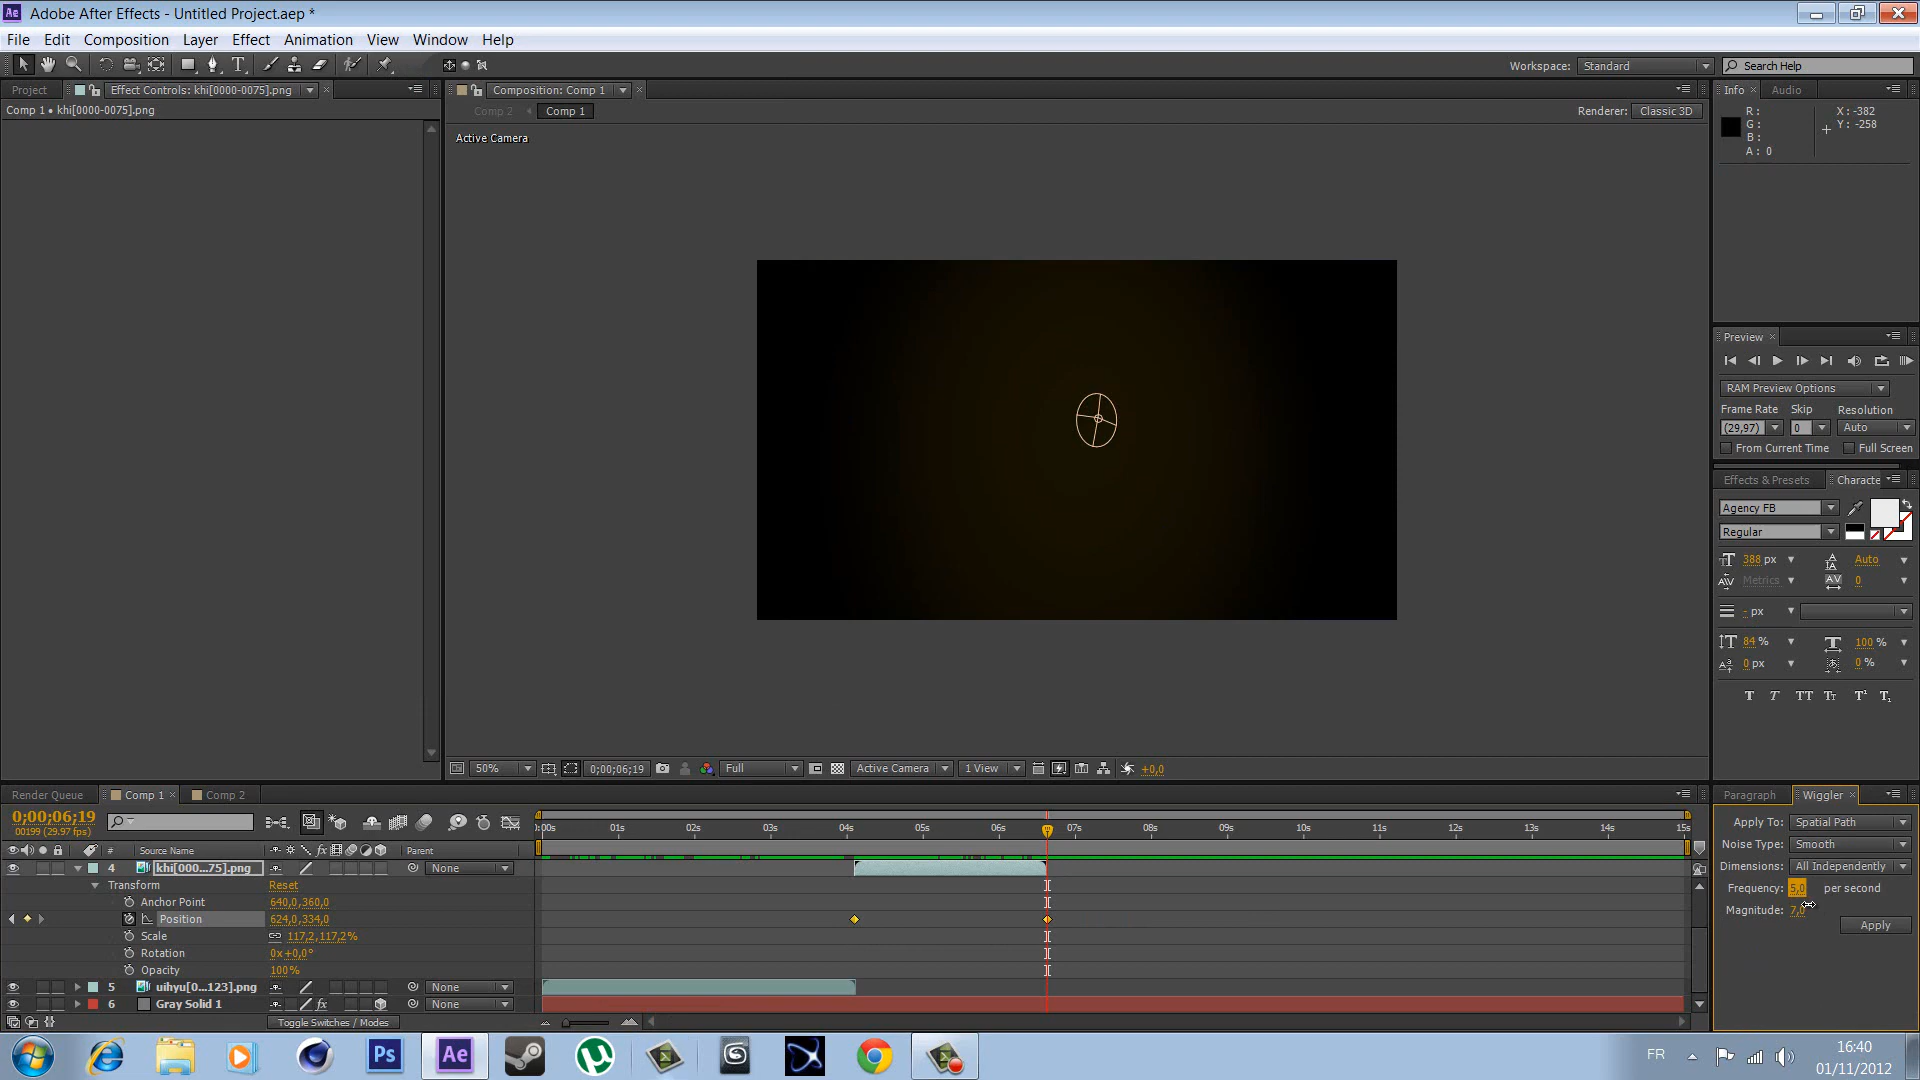 Adobe After Effects - Untitled Project.aep *
File Edit Composition Layer Effect Animation View Window Help
Workspace: Standard Search Help
Project Effect Controls: khi[0000-0075].png
Comp 1 • khi[0000-0075].png
Composition: Comp 1
Comp 2 Comp 1
Renderer: Classic 3D
Active Camera
Info Audio
R :
G :
B :
A : 0
X : -382
Y : -258
Preview
RAM Preview Options
Frame Rate Skip Resolution
(29,97) 0 Auto
From Current Time Full Screen
Effects & Presets Characte
Agency FB
Regular
388 px Auto
Metrics 0
- px
84 % 100 %
0 px 0 %
T T TT Tt T¹ T₁
50% 0;00;06;19 Full Active Camera 1 View +0,0
Render Queue Comp 1 Comp 2
0;00;06;19
00199 (29.97 fps)
:00s 01s 02s 03s 04s 05s 06s 07s 08s 09s 10s 11s 12s 13s 14s 15s
# Source Name Parent
4 khi[000...75].png None
Transform Reset
Anchor Point 640,0,360,0
Position 624,0,334,0
Scale 117,2,117,2%
Rotation 0x+0,0°
Opacity 100%
5 uihyu[0...123].png None
6 Gray Solid 1 fx None
Toggle Switches / Modes
Paragraph Wiggler
Apply To: Spatial Path
Noise Type: Smooth
Dimensions: All Independently
Frequency: 5,0 per second
Magnitude: 7,0
Apply
Ps Ae
FR
16:40
01/11/2012